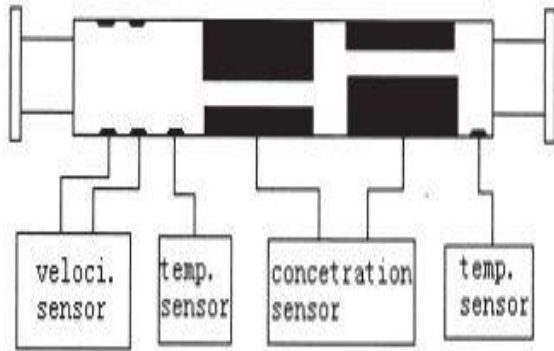 veloci.
sensor
temp.
sensor
concetration
sensor
temp.
sensor